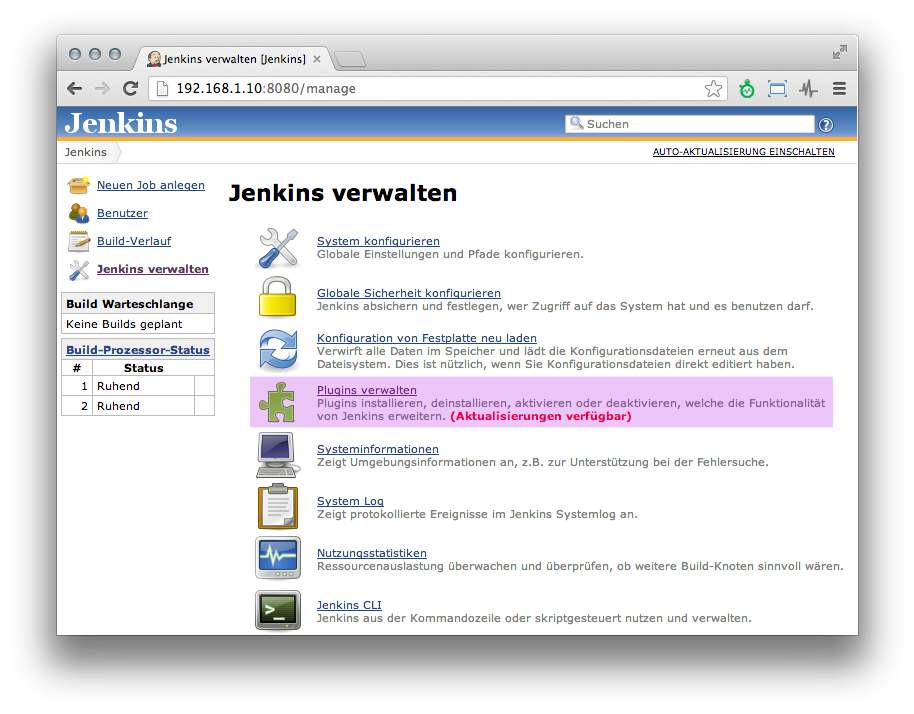 Jenkins verwalten [Jenkins]
192.168.1.10:8080/manage
Jenkins
Suchen
Jenkins
AUTO-AKTUALISIERUNG EINSCHALTEN
Neuen Job anlegen
Benutzer
Build-Verlauf
Jenkins verwalten
Build Warteschlange
Keine Builds geplant
Build-Prozessor-Status
# Status
1 Ruhend
2 Ruhend
Jenkins verwalten
System konfigurieren
Globale Einstellungen und Pfade konfigurieren.
Globale Sicherheit konfigurieren
Jenkins absichern und festlegen, wer Zugriff auf das System hat und es benutzen darf.
Konfiguration von Festplatte neu laden
Verwirft alle Daten im Speicher und lädt die Konfigurationsdateien erneut aus dem
Dateisystem. Dies ist nützlich, wenn Sie Konfigurationsdateien direkt editiert haben.
Plugins verwalten
Plugins installieren, deinstallieren, aktivieren oder deaktivieren, welche die Funktionalität
von Jenkins erweitern. (Aktualisierungen verfügbar)
Systeminformationen
Zeigt Umgebungsinformationen an, z.B. zur Unterstützung bei der Fehlersuche.
System Log
Zeigt protokollierte Ereignisse im Jenkins Systemlog an.
Nutzungsstatistiken
Ressourcenauslastung überwachen und überprüfen, ob weitere Build-Knoten sinnvoll wären.
Jenkins CLI
Jenkins aus der Kommandozeile oder skriptgesteuert nutzen und verwalten.